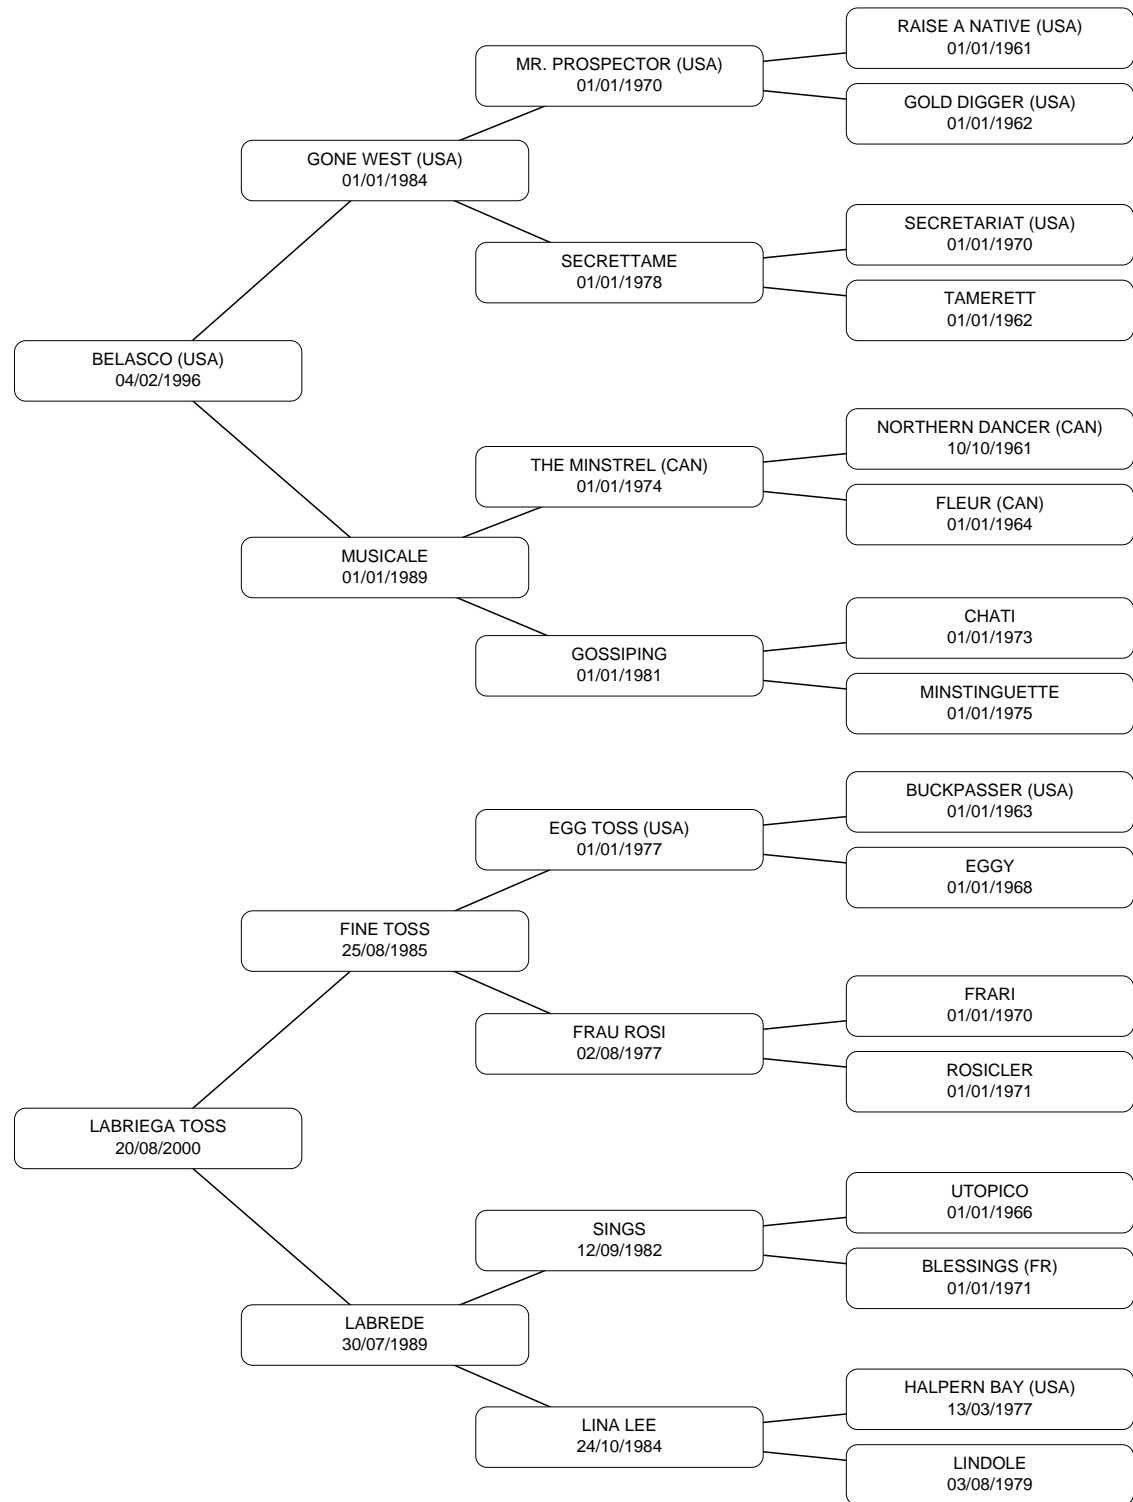 RAISE A NATIVE (USA)
01/01/1961
MR. PROSPECTOR (USA)
01/01/1970
GOLD DIGGER (USA)
01/01/1962
GONE WEST (USA)
01/01/1984
SECRETARIAT (USA)
01/01/1970
SECRETTAME
01/01/1978
TAMERETT
01/01/1962
BELASCO (USA)
04/02/1996
NORTHERN DANCER (CAN)
10/10/1961
THE MINSTREL (CAN)
01/01/1974
FLEUR (CAN)
01/01/1964
MUSICALE
01/01/1989
CHATI
01/01/1973
GOSSIPING
01/01/1981
MINSTINGUETTE
01/01/1975
BUCKPASSER (USA)
01/01/1963
EGG TOSS (USA)
01/01/1977
EGGY
01/01/1968
FINE TOSS
25/08/1985
FRARI
01/01/1970
FRAU ROSI
02/08/1977
ROSICLER
01/01/1971
LABRIEGA TOSS
20/08/2000
UTOPICO
01/01/1966
SINGS
12/09/1982
BLESSINGS (FR)
01/01/1971
LABREDE
30/07/1989
HALPERN BAY (USA)
13/03/1977
LINA LEE
24/10/1984
LINDOLE
03/08/1979